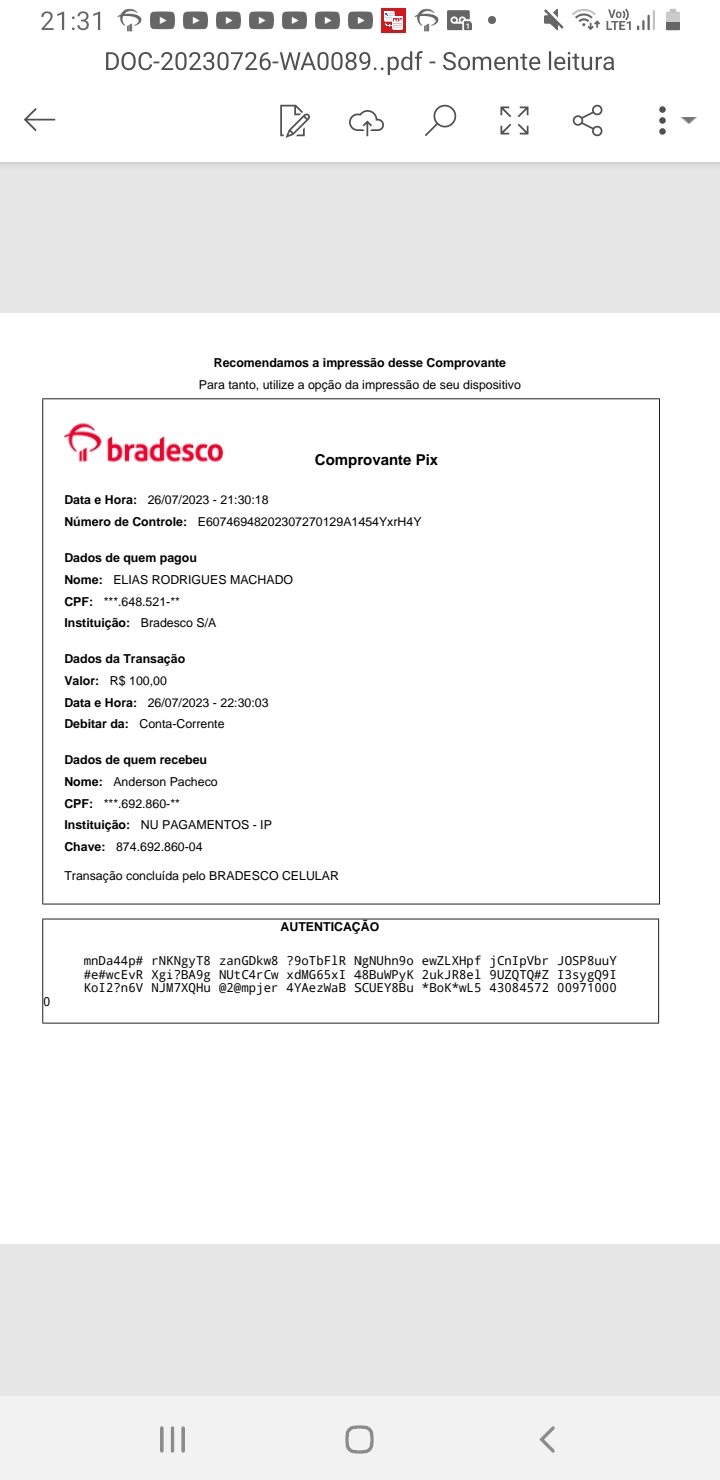 21:31
Vo))
LTE1
DOC-20230726-WA0089..pdf - Somente leitura
Recomendamos a impressão desse Comprovante
Para tanto, utilize a opção da impressão de seu dispositivo
bradesco
Comprovante Pix
Data e Hora: 26/07/2023 - 21:30:18
Número de Controle: E60746948202307270129A1454YxrH4Y
Dados de quem pagou
Nome: ELIAS RODRIGUES MACHADO
CPF: ***.648.521-**
Instituição: Bradesco S/A
Dados da Transação
Valor: R$ 100,00
Data e Hora: 26/07/2023 - 22:30:03
Debitar da: Conta-Corrente
Dados de quem recebeu
Nome: Anderson Pacheco
CPF: ***.692.860-**
Instituição: NU PAGAMENTOS - IP
Chave: 874.692.860-04
Transação concluída pelo BRADESCO CELULAR
AUTENTICAÇÃO
mnDa44p# rNKNgyT8 zanGDkw8 ?9oTbFlR NgNUhn9o ewZLXHpf jCnIpVbr JOSP8uuY
#e#wcEvR Xgi?BA9g NUtC4rCw xdMG65xI 48BuWPyK 2ukJR8el 9UZQTQ#Z I3sygQ9I
KoI2?n6V NJM7XQHu @2@mpjer 4YAezWaB SCUEY8Bu *BoK*wL5 43084572 00971000
0